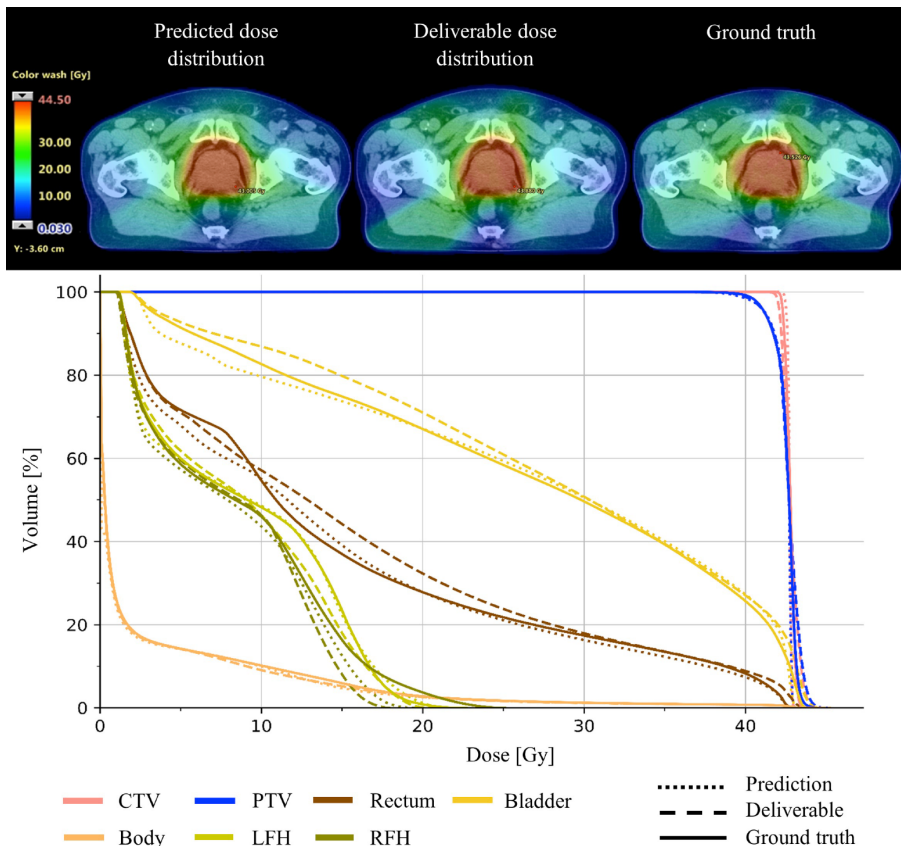 Predicted dose
distribution
Deliverable dose
distribution
Ground truth
Color wash [Gy]
44.50
30.00
20.00
10.00
0.030
Y: -3.60 cm
100
80
60
40
20
0
Volume [%]
0 10 20 30 40
Dose [Gy]
CTV PTV Rectum Bladder
Body LFH RFH
Prediction
Deliverable
Ground truth